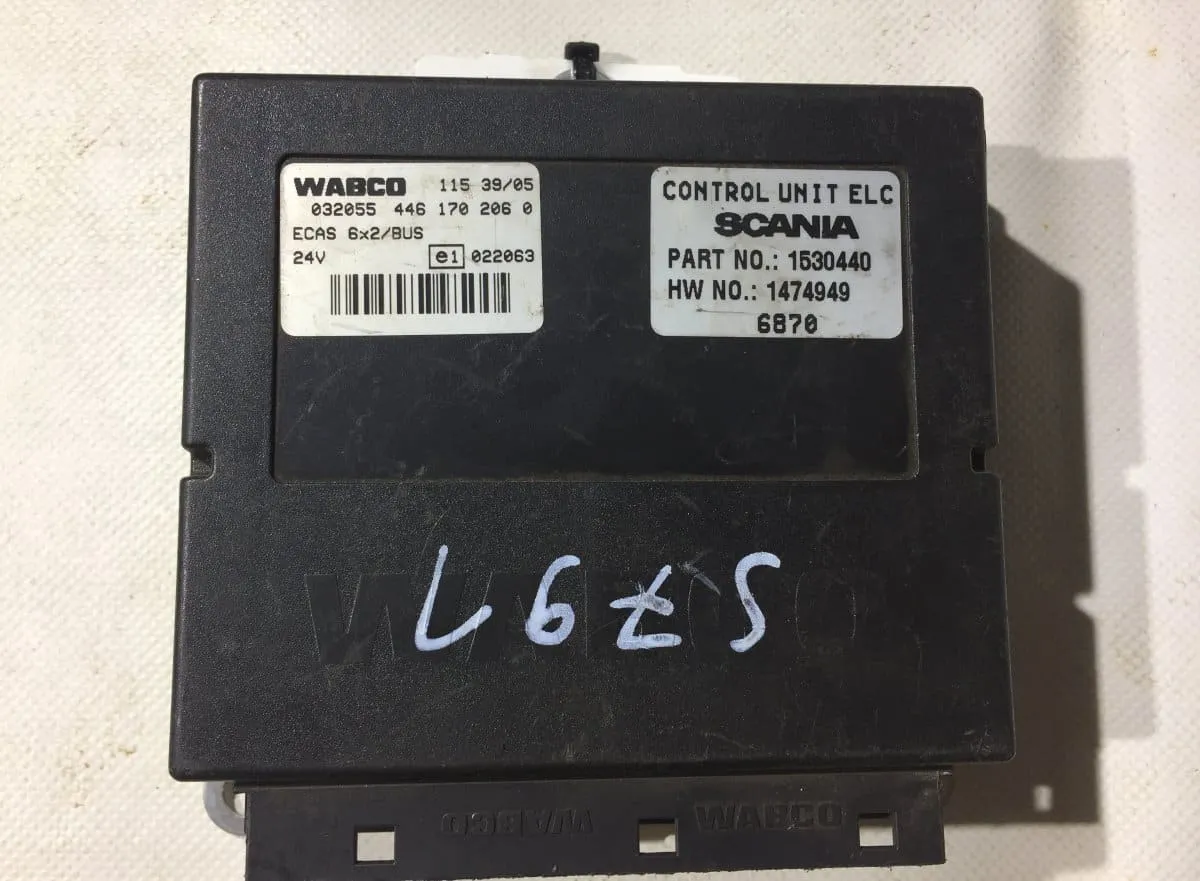 WABCO 115 39/05
032055 446 170 206 0
ECAS 6x2/BUS
24V e1 022063
CONTROL UNIT ELC
SCANIA
PART NO.: 1530440
HW NO.: 1474949
6870
WABCO
WABCO WABCO